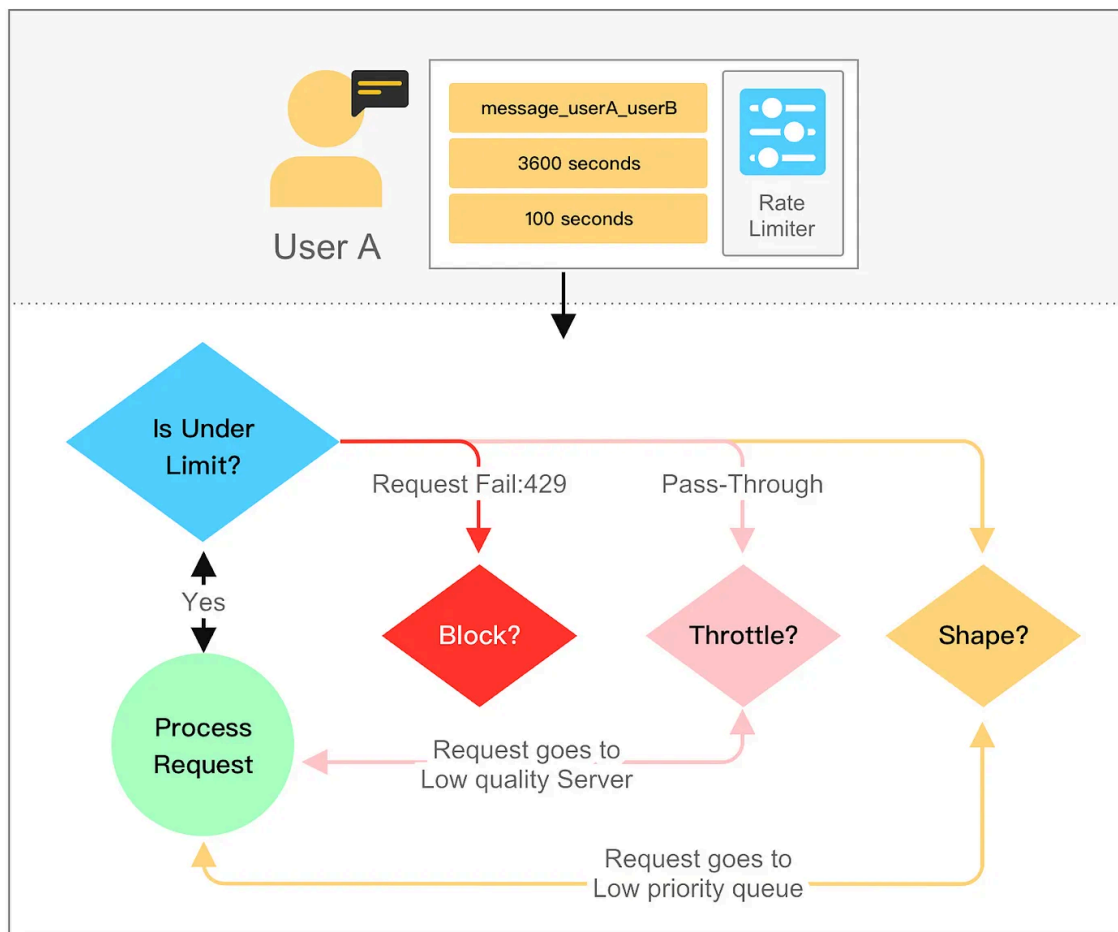 message_userA_userB
3600 seconds
100 seconds
Rate
Limiter
User A
Is Under
Limit?
Request Fail:429
Pass-Through
Yes
Block?
Throttle?
Shape?
Process
Request
Request goes to
Low quality Server
Request goes to
Low priority queue